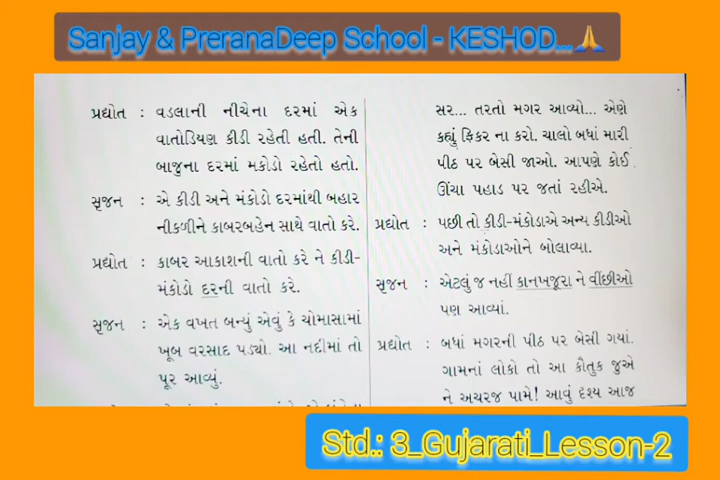 Sanjay & PreranaDeep School - KESHOD...🙏
પ્રદ્યોત : વડલાની નીચેના દરમાં એક
વાતોડિયણ કીડી રહેતી હતી. તેની
બાજુના દરમાં મકોડો રહેતો હતો.
સૃજન : એ કીડી અને મંકોડો દરમાંથી બહાર
નીકળીને કાબરબહેન સાથે વાતો કરે.
પ્રદ્યોત : કાબર આકાશની વાતો કરે ને કીડી-
મંકોડો દરની વાતો કરે.
સૃજન : એક વખત બન્યું એવું કે ચોમાસામાં
ખૂબ વરસાદ પડ્યો. આ નદીમાં તો
પૂર આવ્યું.
સર... તરતો મગર આવ્યો... એણે
કહ્યું ફિકર ના કરો. ચાલો બધાં મારી
પીઠ પર બેસી જાઓ. આપણે કોઈ
ઊંચા પહાડ પર જતાં રહીએ.
પ્રદ્યોત : પછી તો કીડી-મંકોડાએ અન્ય કીડીઓ
અને મંકોડાઓને બોલાવ્યા.
સૃજન : એટલું જ નહીં કાનખજૂરા ને વીંછીઓ
પણ આવ્યાં.
પ્રદ્યોત : બધાં મગરની પીઠ પર બેસી ગયાં.
ગામનાં લોકો તો આ કૌતુક જુએ
ને અચરજ પામે! આવું દૃશ્ય આજ
Std.: 3_Gujarati_Lesson-2